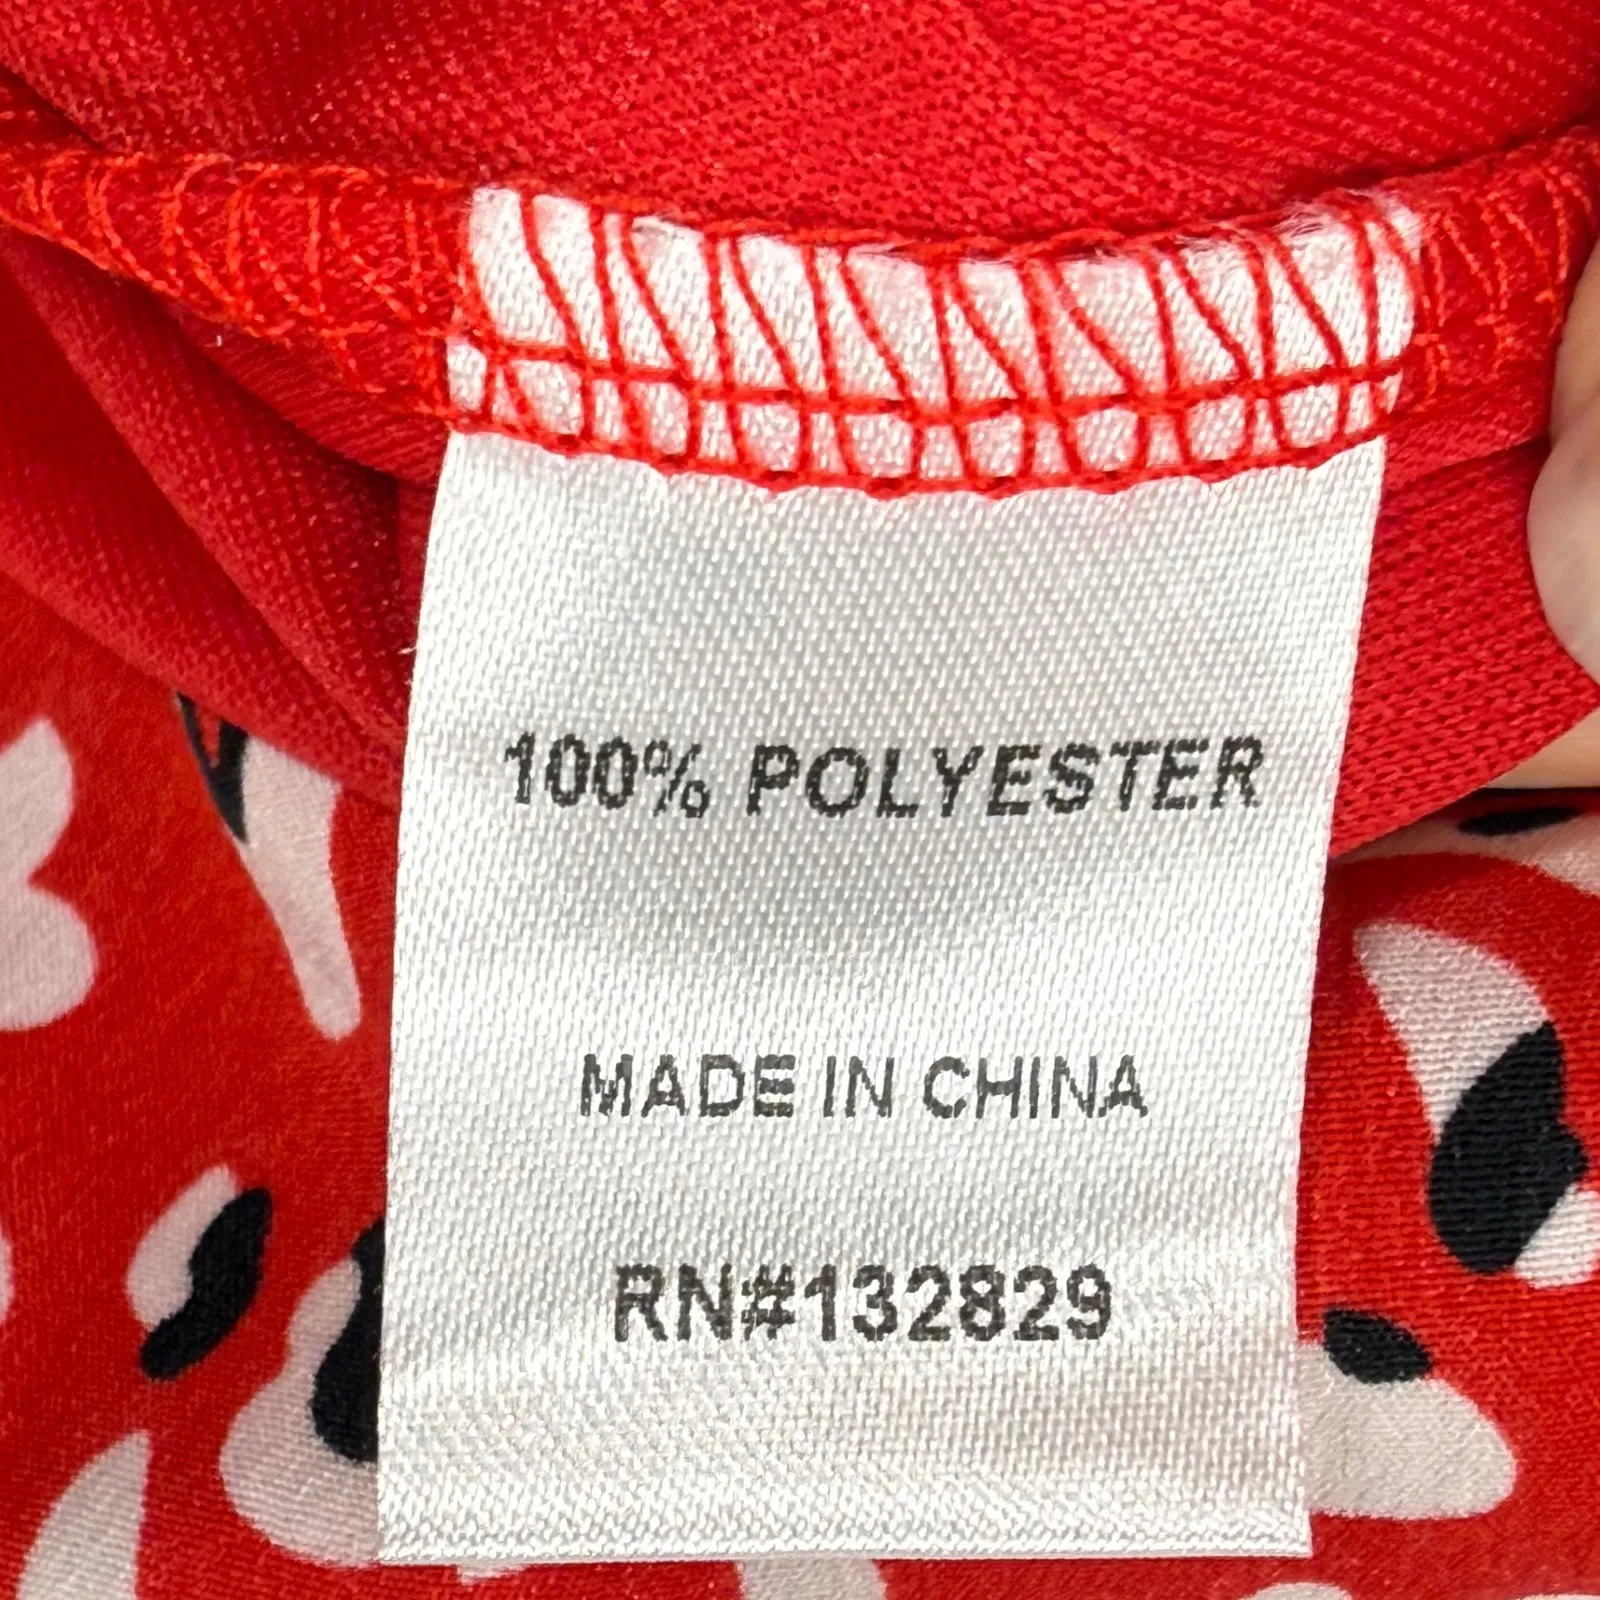 100% POLYESTER
MADE IN CHINA
RN#132829